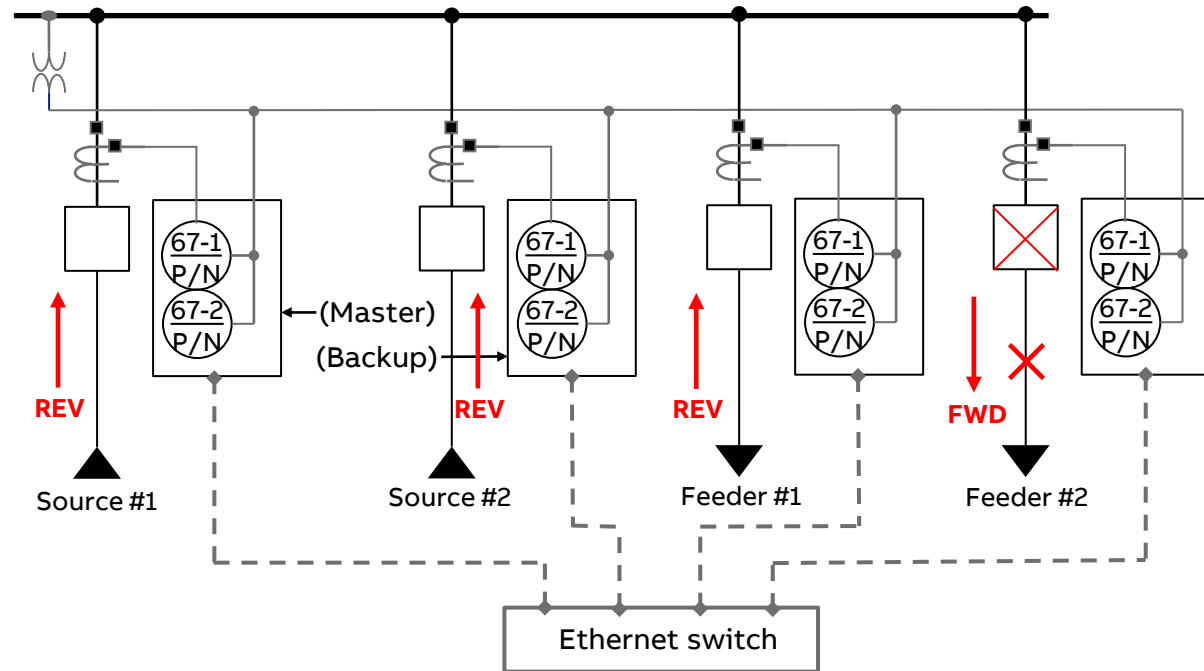 67-1
P/N
67-2
P/N
67-1
P/N
67-2
P/N
67-1
P/N
67-2
P/N
67-1
P/N
67-2
P/N
(Master)
(Backup)
REV
REV
REV
FWD
Source #1
Source #2
Feeder #1
Feeder #2
Ethernet switch